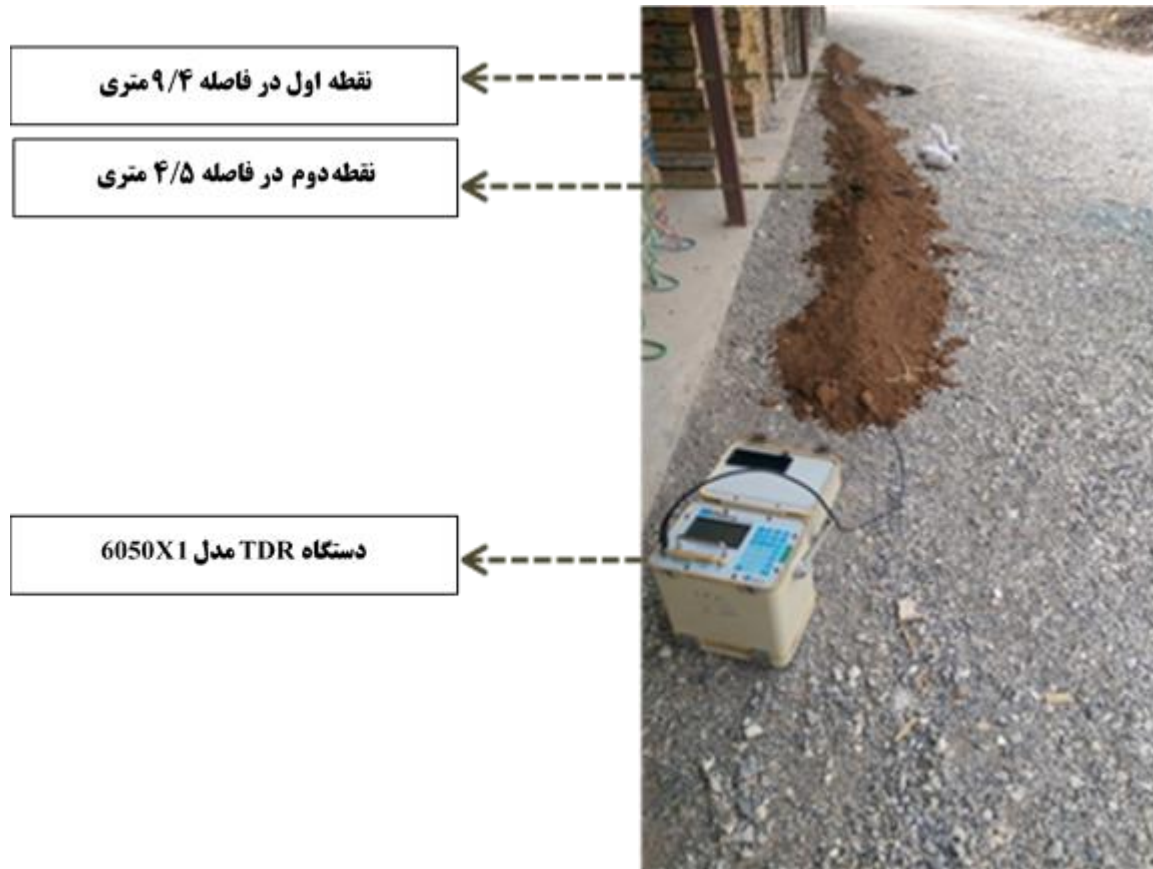 نقطه اول در فاصله ۹/۴ متری
نقطه دوم در فاصله ۴/۵ متری
دستگاه TDR مدل 6050X1